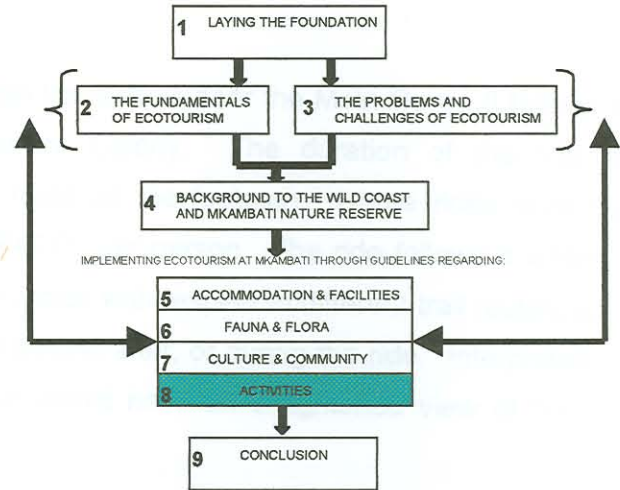 1 LAYING THE FOUNDATION
2 THE FUNDAMENTALS
OF ECOTOURISM
3 THE PROBLEMS AND
CHALLENGES OF ECOTOURISM
4 BACKGROUND TO THE WILD COAST
AND MKAMBATI NATURE RESERVE
IMPLEMENTING ECOTOURISM AT MKAMBATI THROUGH GUIDELINES REGARDING:
5 ACCOMMODATION & FACILITIES
6 FAUNA & FLORA
7 CULTURE & COMMUNITY
8 ACTIVITIES
9 CONCLUSION